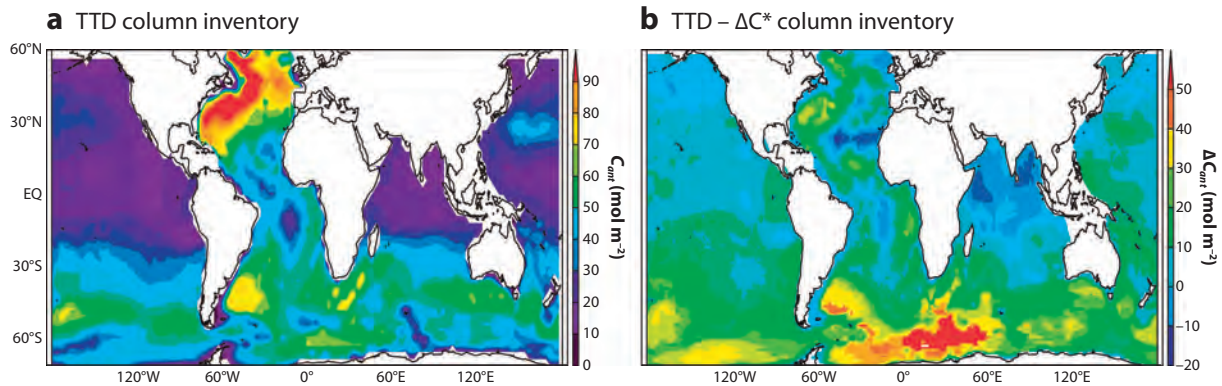 a TTD column inventory
60°N
30°N
EQ
30°S
60°S
120°W 60°W 0° 60°E 120°E
90
80
70
60
50
40
30
20
10
0
C_ant (mol m⁻²)
b TTD – ΔC* column inventory
120°W 60°W 0° 60°E 120°E
50
40
30
20
10
0
–10
–20
ΔC_ant (mol m⁻²)